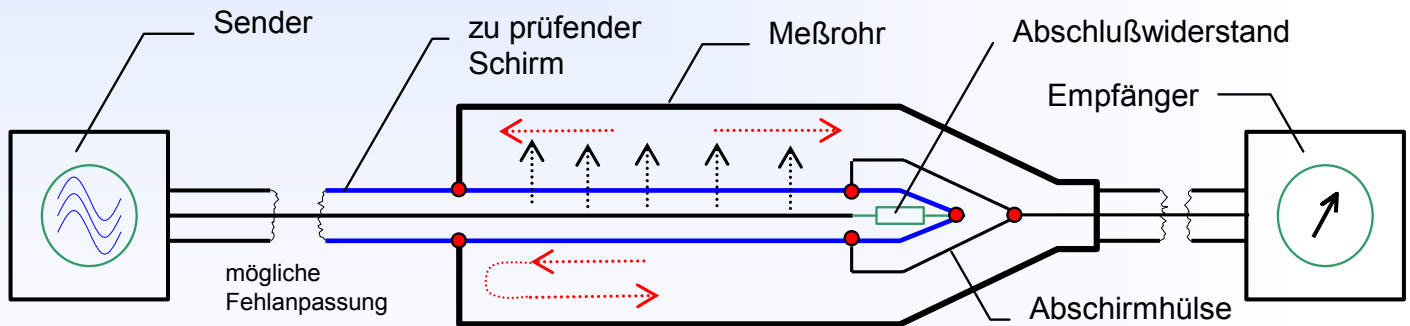 Sender
zu prüfender
Schirm
Meßrohr
Abschlußwiderstand
Empfänger
mögliche
Fehlanpassung
Abschirmhülse